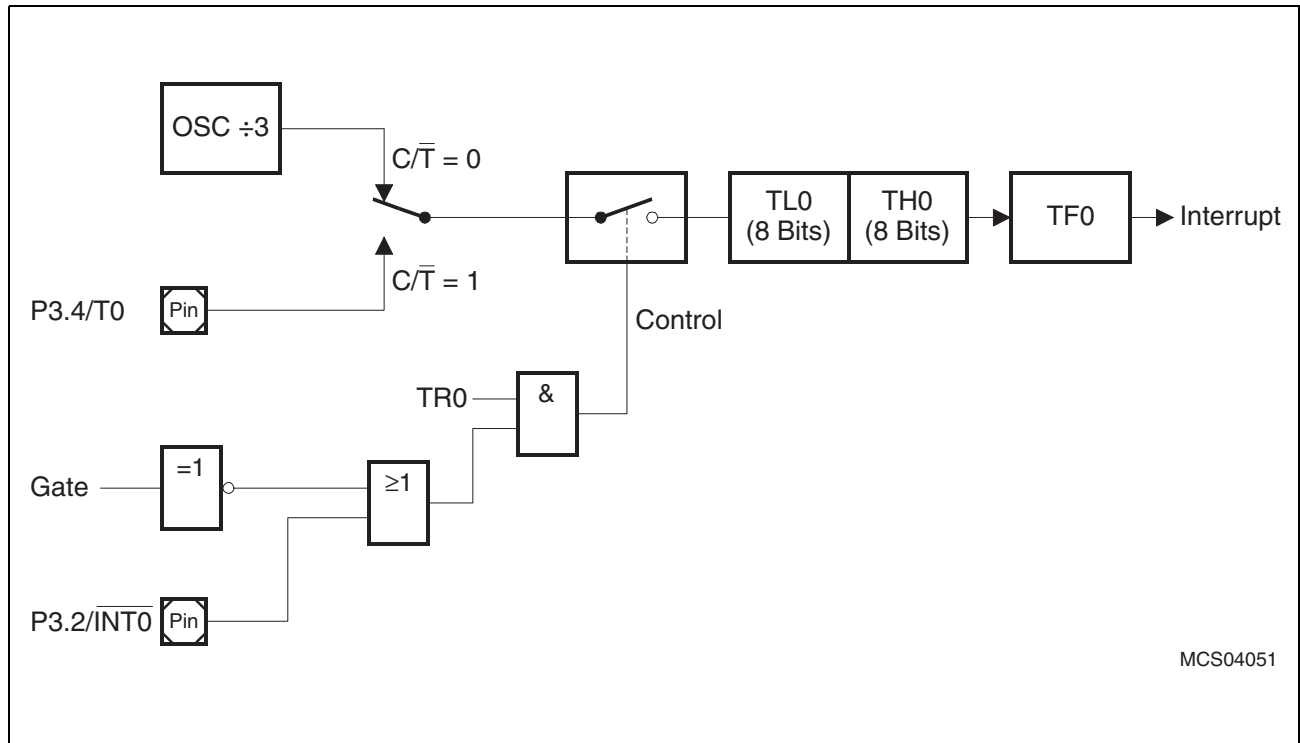 OSC ÷3
C/T̅ = 0
TL0
(8 Bits)
TH0
(8 Bits)
TF0
Interrupt
C/T̅ = 1
P3.4/T0
Pin
Control
TR0
&
Gate
=1
≥1
P3.2/I̅N̅T̅0̅
Pin
MCS04051